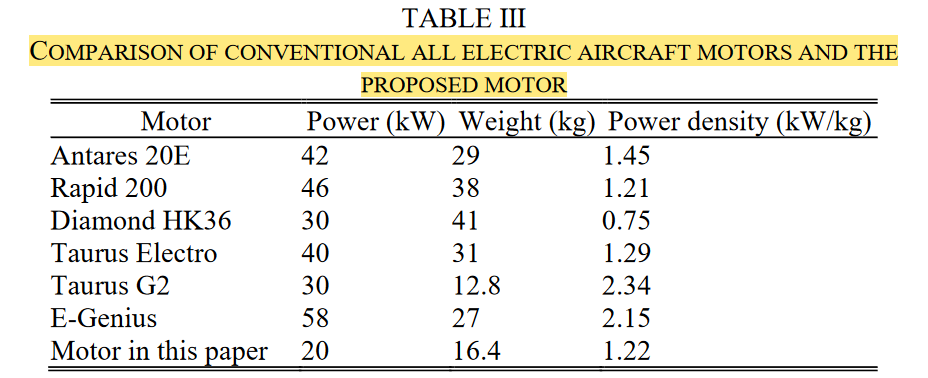 TABLE III
COMPARISON OF CONVENTIONAL ALL ELECTRIC AIRCRAFT MOTORS AND THE
PROPOSED MOTOR
Motor Power (kW) Weight (kg) Power density (kW/kg)
Antares 20E 42 29 1.45
Rapid 200 46 38 1.21
Diamond HK36 30 41 0.75
Taurus Electro 40 31 1.29
Taurus G2 30 12.8 2.34
E-Genius 58 27 2.15
Motor in this paper 20 16.4 1.22